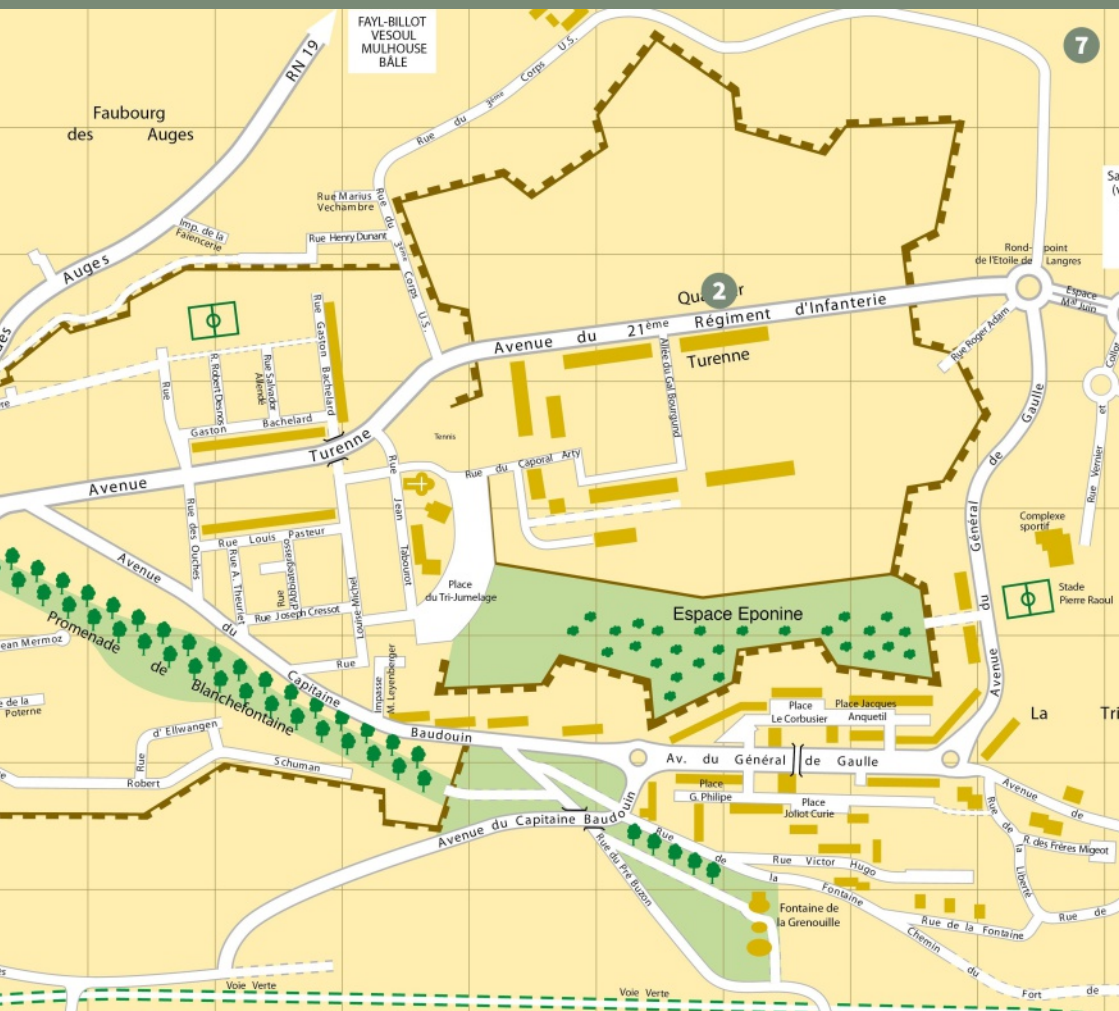 FAYL-BILLOT
VESOUL
MULHOUSE
BÂLE
RN 19
7
Faubourg
des Auges
Rue du 3ème Corps U.S.
Rue Marius
Vechambre
Imp. de la
Faïencerie
Rue Henry Dunant
Rue du 3ème Corps U.S.
Auges
Rond-point
de l'Etoile de Langres
Espace
Mal Juin
2
Avenue du 21ème Régiment d'Infanterie
Turenne
Rue Roger Adam
Rue Gaston Bachelard
R. Robert Desnos
Rue Salvador
Allendé
Rue
Gaston Bachelard
Allée du Gal Bourgund
Avenue Turenne
Tennis
Rue du Caporal Arty
Rue Jean Tabourot
Rue des Ouches
Rue Louis Pasteur
Rue A. Theuriet
Rue
Rue Joseph Cressot
Louise Michel
Rue
Place
du Tri-Jumelage
Espace Eponine
Avenue du Général de Gaulle
Rue Vernier et
Complexe
sportif
Stade
Pierre Raoul
Avenue du Capitaine Baudouin
Promenade de Blanchefontaine
Jean Mermoz
de la
Poterne
Impasse
M. Leyenberger
Rue d'Ellwangen
Robert Schuman
Place
Le Corbusier
Place Jacques
Anquetil
La Tri
Av. du Général de Gaulle
Place
G. Philipe
Place
Joliot Curie
Avenue de
Avenue du Capitaine Baudouin
Rue de la Fontaine
Rue Victor Hugo
Rue de la Liberté
R. des Frères Migeot
Rue du Pré Buzon
Fontaine de
la Grenouille
Rue de la Fontaine
Rue de
Chemin du Fort de
Voie Verte
Voie Verte